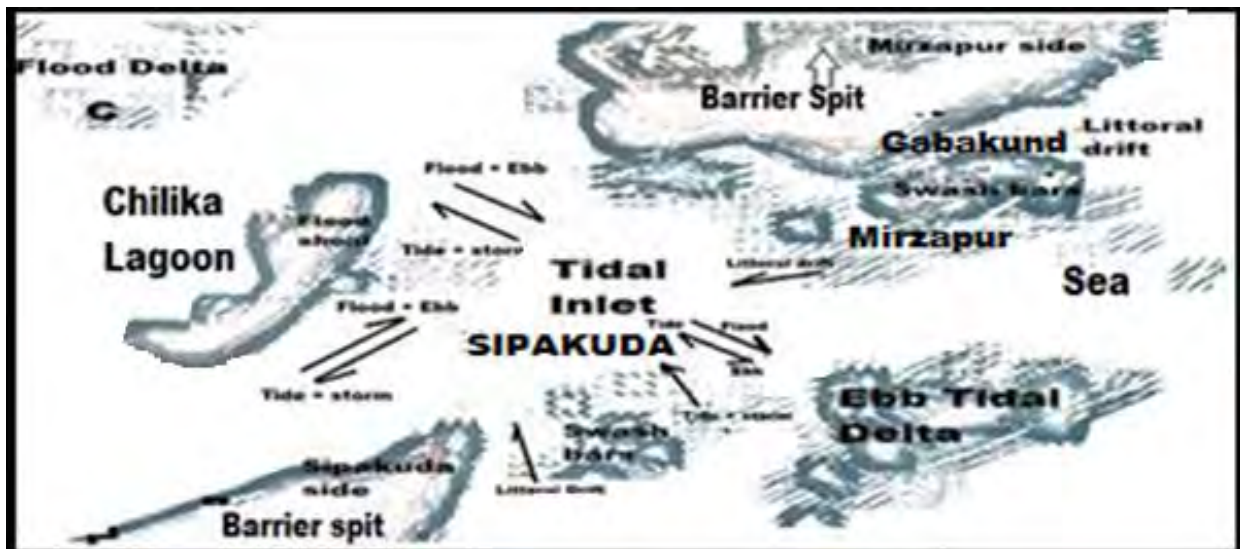 Mirzapur side
Flood Delta
C
Barrier Spit
Littoral
drift
Gabakund
Swash bars
Flood + Ebb
Chilika
Lagoon
Flood
shoal
Tide + storm
Mirzapur
Littoral drift
Tidal
Inlet
Sea
Flood + Ebb
SIPAKUDA
Tide
Flood
Ebb
Tide + storm
Tide + storm
Ebb Tidal
Delta
Swash
bars
Sipakuda
side
Littoral Drift
Barrier spit